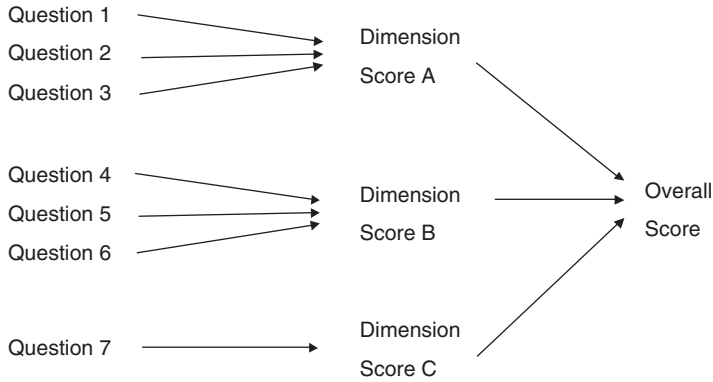 Question 1
Question 2
Question 3
Dimension
Score A
Question 4
Question 5
Question 6
Dimension
Score B
Overall
Score
Question 7
Dimension
Score C